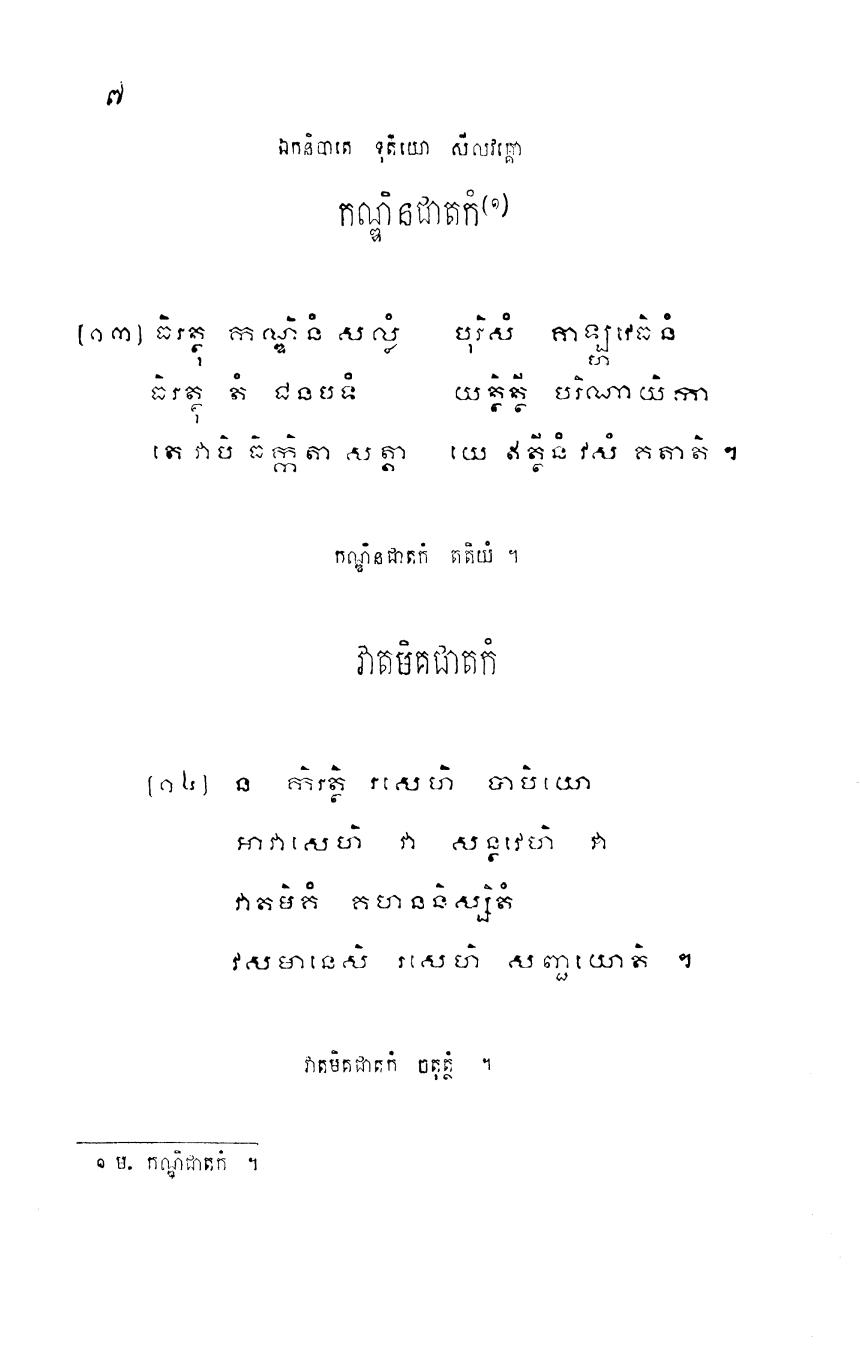 ៧
ឯកនិបាតេ ទុតិយោ សីលវគ្គោ
កណ្ឌិនជាតកំ(១)
(១៣) ធិរត្ថុ កណ្ឌិនំ សល្លំ បុរិសំ គាឡ្ហវេធិនំ
ធិរត្ថុ តំ ជនបទំ យត្ថិត្ថី បរិណាយិកា
តេ វាបិ ធិក្កិតា សត្តា យេ ឥត្ថីនំ វសំ គតាតិ ។
កណ្ឌិនជាតកំ តតិយំ ។
វាតមិគជាតកំ
(១៤) ន កិរត្ថិ រសេហិ បាបិយោ
អាវាសេហិ វា សន្ថវេហិ វា
វាតមិគំ គហននិស្សិតំ
វសមានេសិ រសេហិ សញ្ជយោតិ ។
វាតមិគជាតកំ ចតុត្ថំ ។
១ ម. កណ្ឌិជាតកំ ។